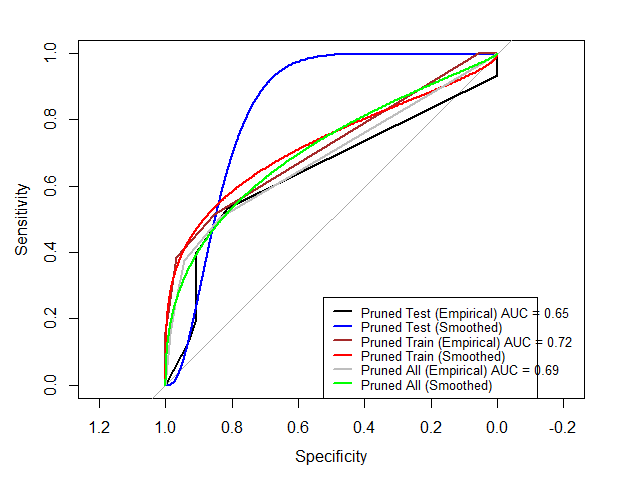 1.0
0.8
0.6
0.4
0.2
0.0
Sensitivity
Pruned Test (Empirical) AUC = 0.65
Pruned Test (Smoothed)
Pruned Train (Empirical) AUC = 0.72
Pruned Train (Smoothed)
Pruned All (Empirical) AUC = 0.69
Pruned All (Smoothed)
1.2 1.0 0.8 0.6 0.4 0.2 0.0 -0.2
Specificity